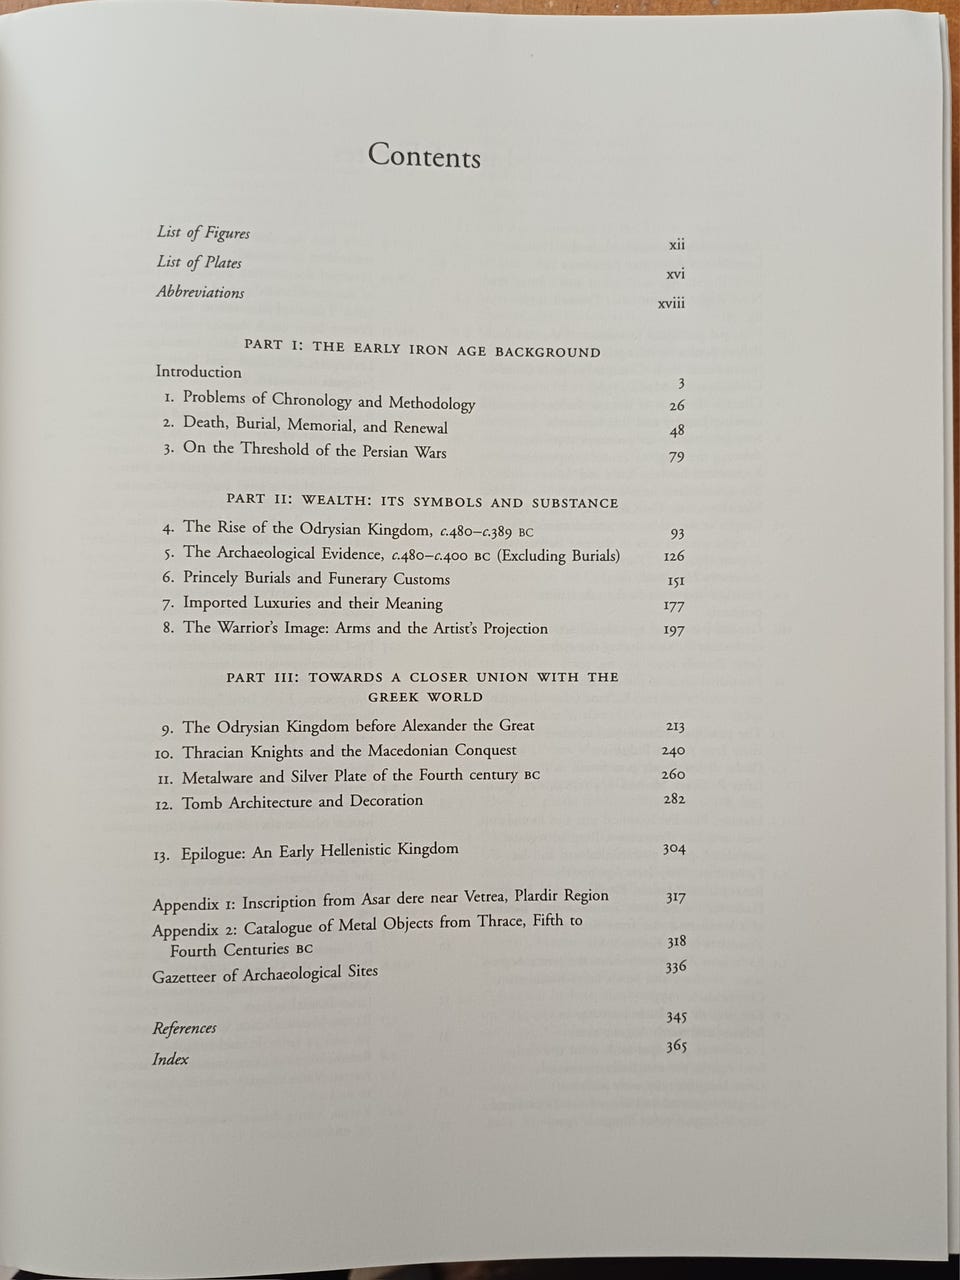 Contents
List of Figures xii
List of Plates xvi
Abbreviations xviii
PART I: THE EARLY IRON AGE BACKGROUND
Introduction 3
1. Problems of Chronology and Methodology 26
2. Death, Burial, Memorial, and Renewal 48
3. On the Threshold of the Persian Wars 79
PART II: WEALTH: ITS SYMBOLS AND SUBSTANCE
4. The Rise of the Odrysian Kingdom, c.480–c.389 BC 93
5. The Archaeological Evidence, c.480–c.400 BC (Excluding Burials) 126
6. Princely Burials and Funerary Customs 151
7. Imported Luxuries and their Meaning 177
8. The Warrior's Image: Arms and the Artist's Projection 197
PART III: TOWARDS A CLOSER UNION WITH THE
GREEK WORLD
9. The Odrysian Kingdom before Alexander the Great 213
10. Thracian Knights and the Macedonian Conquest 240
11. Metalware and Silver Plate of the Fourth century BC 260
12. Tomb Architecture and Decoration 282
13. Epilogue: An Early Hellenistic Kingdom 304
Appendix 1: Inscription from Asar dere near Vetrea, Plardir Region 317
Appendix 2: Catalogue of Metal Objects from Thrace, Fifth to
Fourth Centuries BC 318
Gazetteer of Archaeological Sites 336
References 345
Index 365